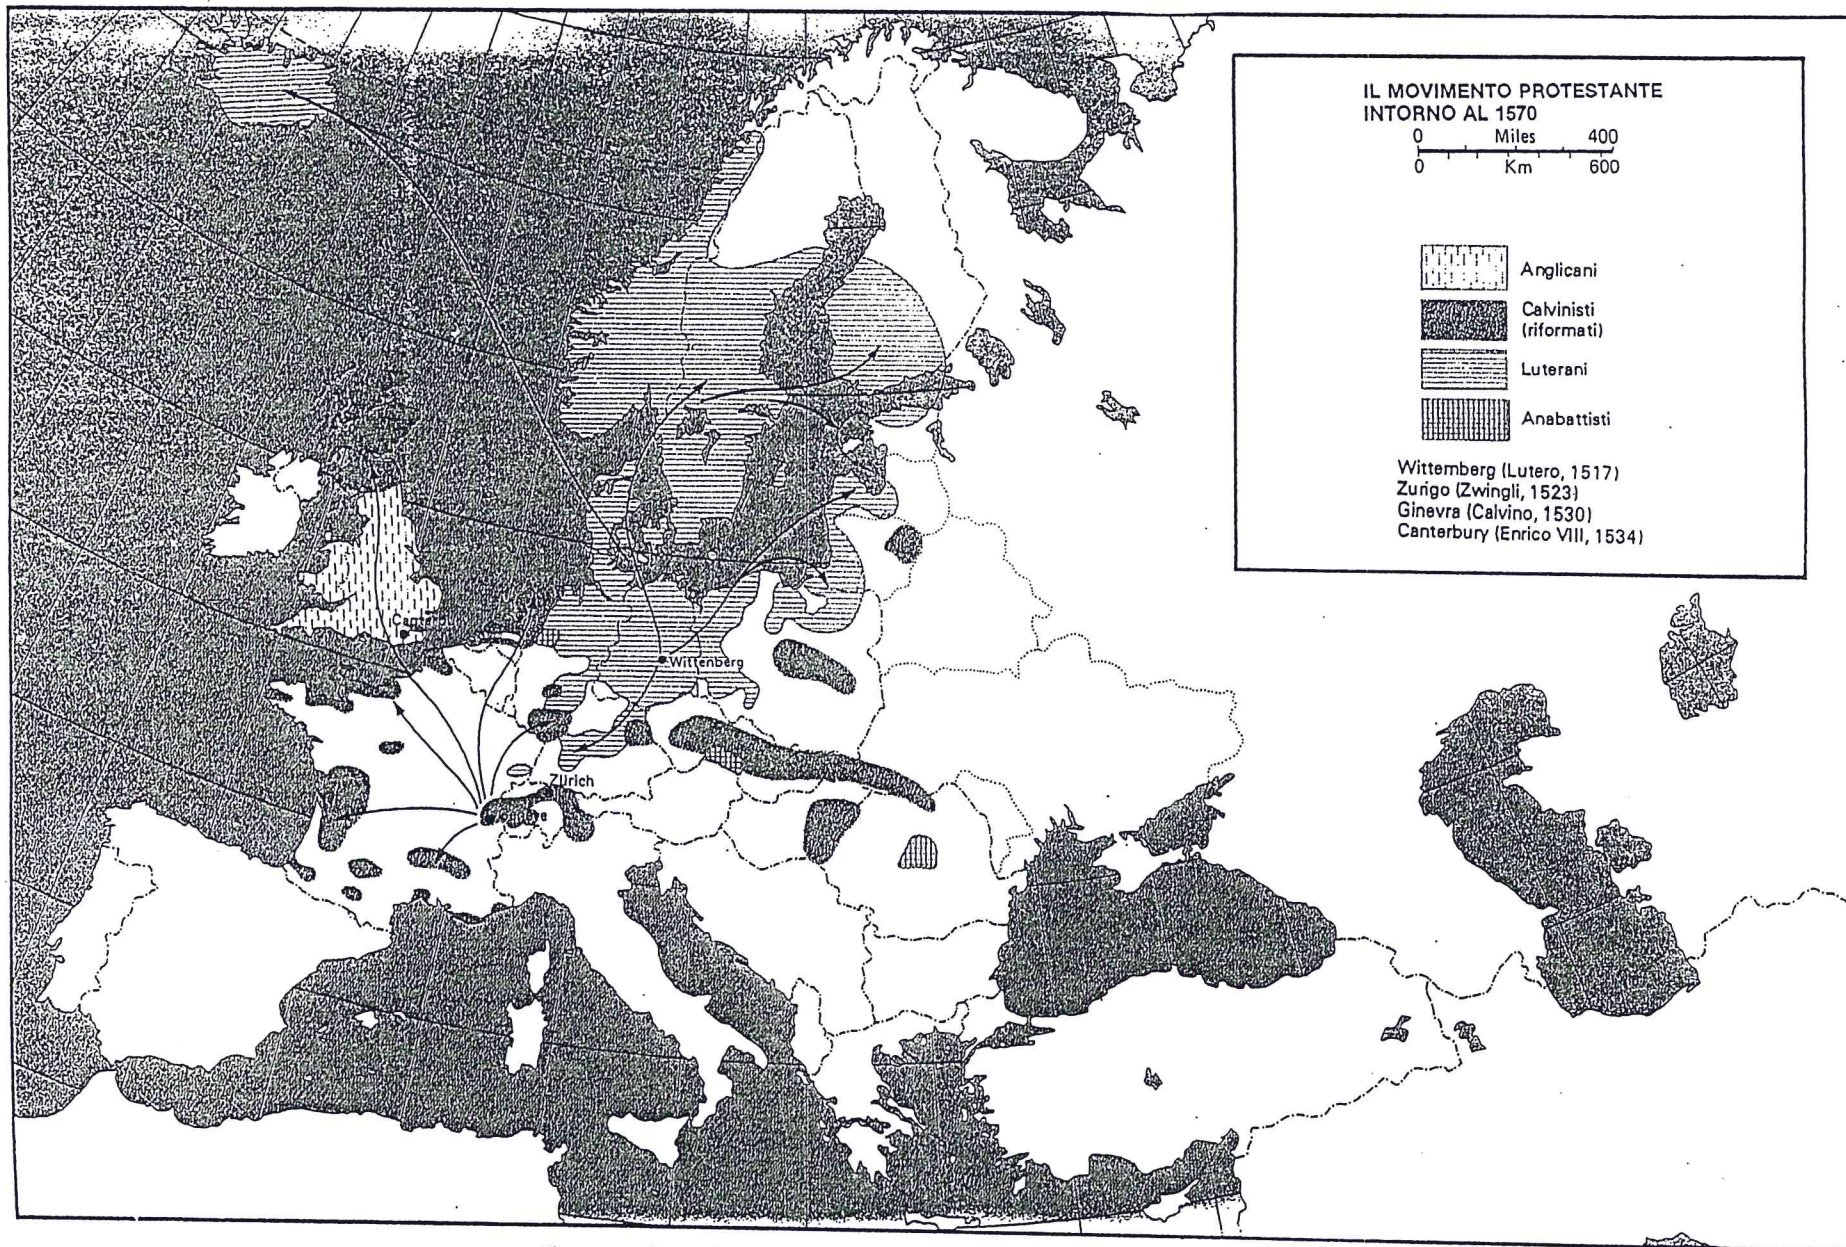 IL MOVIMENTO PROTESTANTE
INTORNO AL 1570
0 Miles 400
0 Km 600
Anglicani
Calvinisti
(riformati)
Luterani
Anabattisti
Wittemberg (Lutero, 1517)
Zurigo (Zwingli, 1523)
Ginevra (Calvino, 1530)
Canterbury (Enrico VIII, 1534)
Wittenberg
Zürich